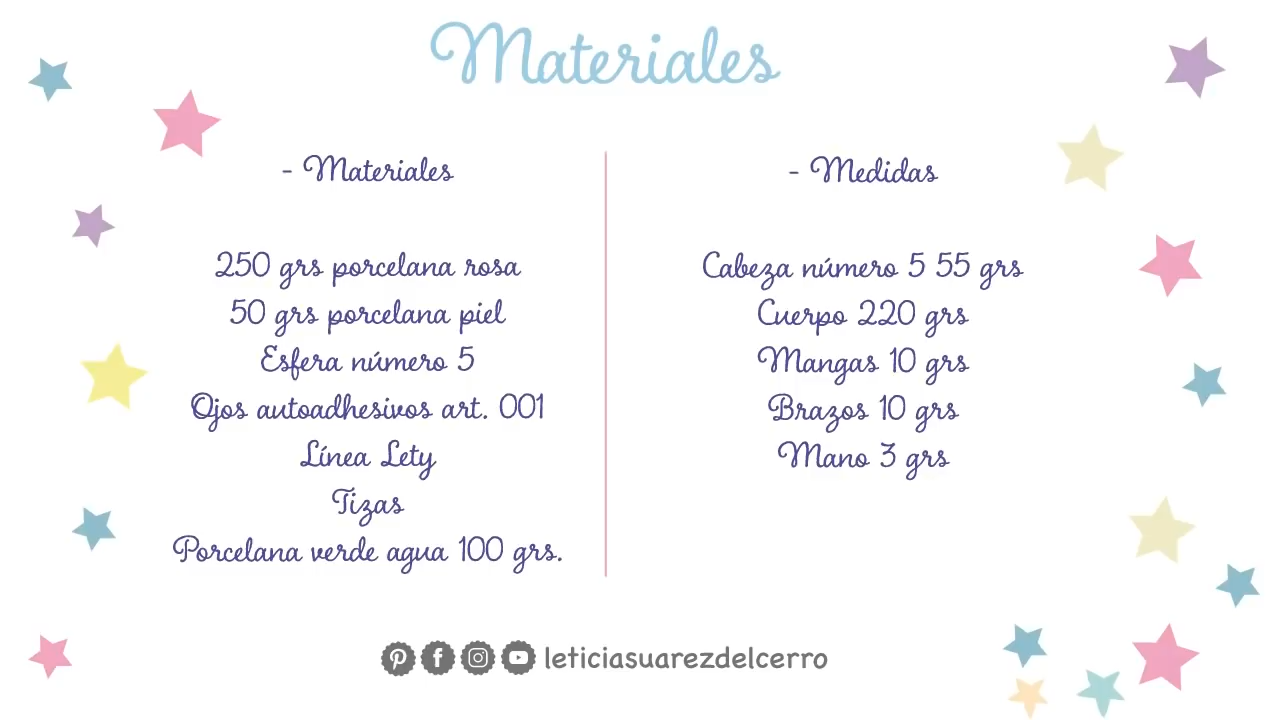 Materiales
- Materiales
250 grs porcelana rosa
50 grs porcelana piel
Esfera número 5
Ojos autoadhesivos art. 001
Línea Lety
Tizas
Porcelana verde agua 100 grs.
- Medidas
Cabeza número 5 55 grs
Cuerpo 220 grs
Mangas 10 grs
Brazos 10 grs
Mano 3 grs
leticiasuarezdelcerro